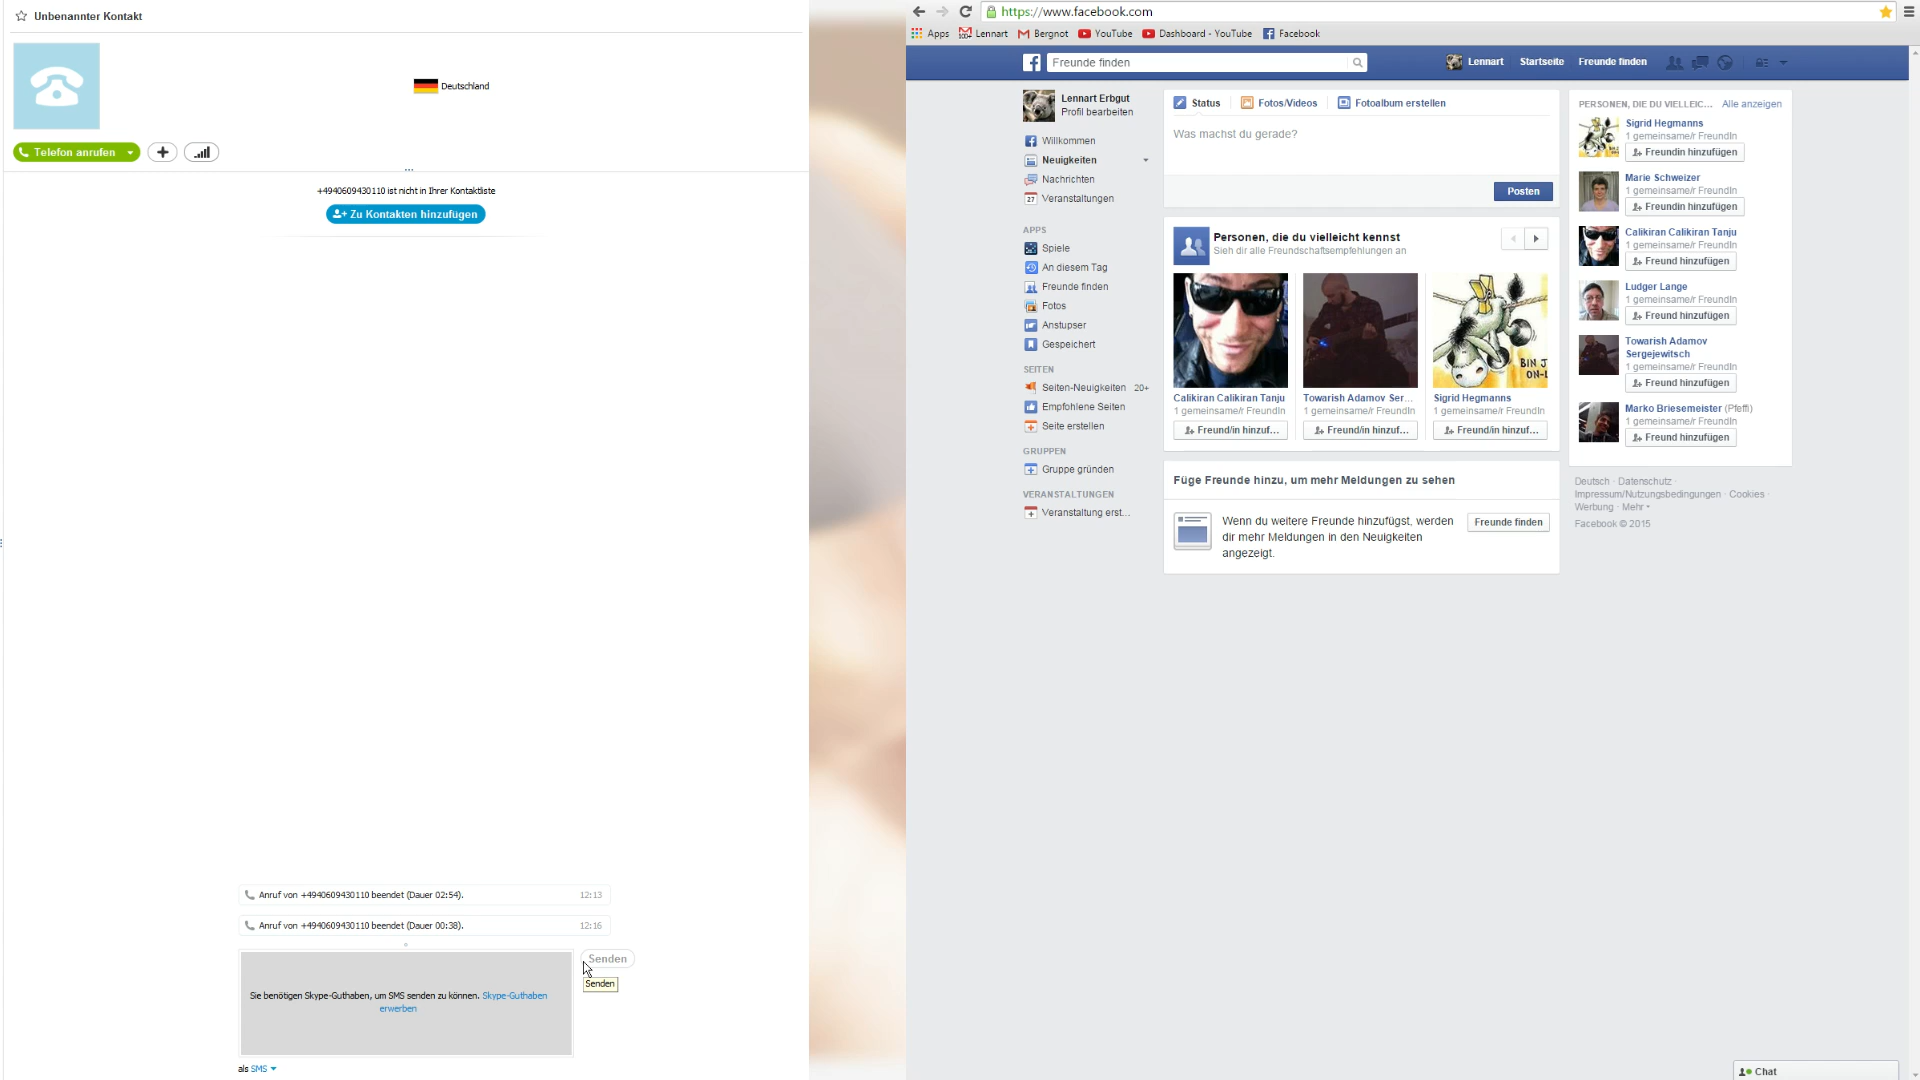 Unbenannter Kontakt
Deutschland
Telefon anrufen
+4940609430110 ist nicht in Ihrer Kontaktliste
Zu Kontakten hinzufügen
Anruf von +4940609430110 beendet (Dauer 02:54). 12:13
Anruf von +4940609430110 beendet (Dauer 00:38). 12:16
Senden
Senden
Sie benötigen Skype-Guthaben, um SMS senden zu können. Skype-Guthaben
erwerben
als SMS
https://www.facebook.com
Apps Lennart Bergnot YouTube Dashboard - YouTube Facebook
Freunde finden
Lennart Startseite Freunde finden
Lennart Erbgut
Profil bearbeiten
Willkommen
Neuigkeiten
Nachrichten
27 Veranstaltungen
APPS
Spiele
An diesem Tag
Freunde finden
Fotos
Anstupser
Gespeichert
SEITEN
Seiten-Neuigkeiten 20+
Empfohlene Seiten
Seite erstellen
GRUPPEN
Gruppe gründen
VERANSTALTUNGEN
Veranstaltung erst...
Status Fotos/Videos Fotoalbum erstellen
Was machst du gerade?
Posten
Personen, die du vielleicht kennst
Sieh dir alle Freundschaftsempfehlungen an
BIN J
ON-L
Calikiran Calikiran Tanju Towarish Adamov Ser... Sigrid Hegmanns
1 gemeinsame/r FreundIn 1 gemeinsame/r FreundIn 1 gemeinsame/r FreundIn
Freund/in hinzuf... Freund/in hinzuf... Freund/in hinzuf...
Füge Freunde hinzu, um mehr Meldungen zu sehen
Wenn du weitere Freunde hinzufügst, werden
dir mehr Meldungen in den Neuigkeiten
angezeigt.
Freunde finden
PERSONEN, DIE DU VIELLEIC... Alle anzeigen
Sigrid Hegmanns
1 gemeinsame/r FreundIn
Freundin hinzufügen
Marie Schweizer
1 gemeinsame/r FreundIn
Freundin hinzufügen
Calikiran Calikiran Tanju
1 gemeinsame/r FreundIn
Freund hinzufügen
Ludger Lange
1 gemeinsame/r FreundIn
Freund hinzufügen
Towarish Adamov
Sergejewitsch
1 gemeinsame/r FreundIn
Freund hinzufügen
Marko Briesemeister (Pfeffi)
1 gemeinsame/r FreundIn
Freund hinzufügen
Deutsch · Datenschutz ·
Impressum/Nutzungsbedingungen · Cookies ·
Werbung · Mehr
Facebook © 2015
Chat